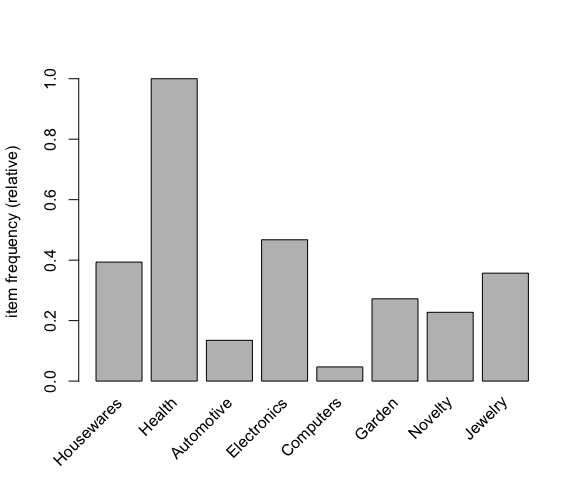 item frequency (relative)
1.0
0.8
0.6
0.4
0.2
0.0
Housewares
Health
Automotive
Electronics
Computers
Garden
Novelty
Jewelry